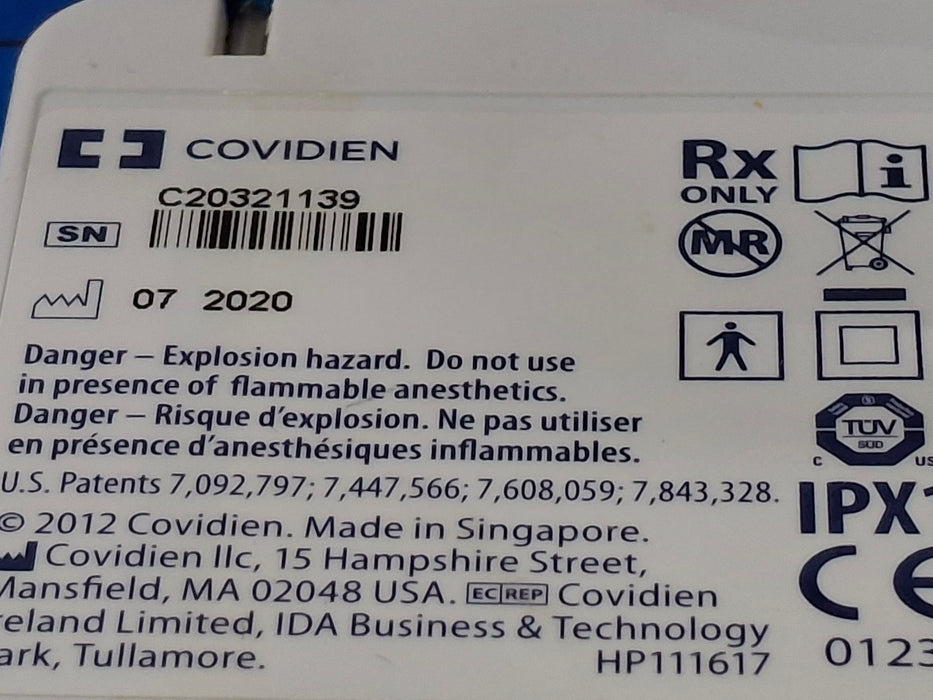 COVIDIEN
C20321139
SN
07 2020
Danger – Explosion hazard. Do not use
in presence of flammable anesthetics.
Danger – Risque d'explosion. Ne pas utiliser
en présence d'anesthésiques inflammables.
U.S. Patents 7,092,797; 7,447,566; 7,608,059; 7,843,328.
© 2012 Covidien. Made in Singapore.
Covidien llc, 15 Hampshire Street,
Mansfield, MA 02048 USA. EC REP Covidien
reland Limited, IDA Business & Technology
ark, Tullamore.
HP111617
Rx
ONLY
MR
i
TÜV
SÜD
C US
IPX1
CE
0123